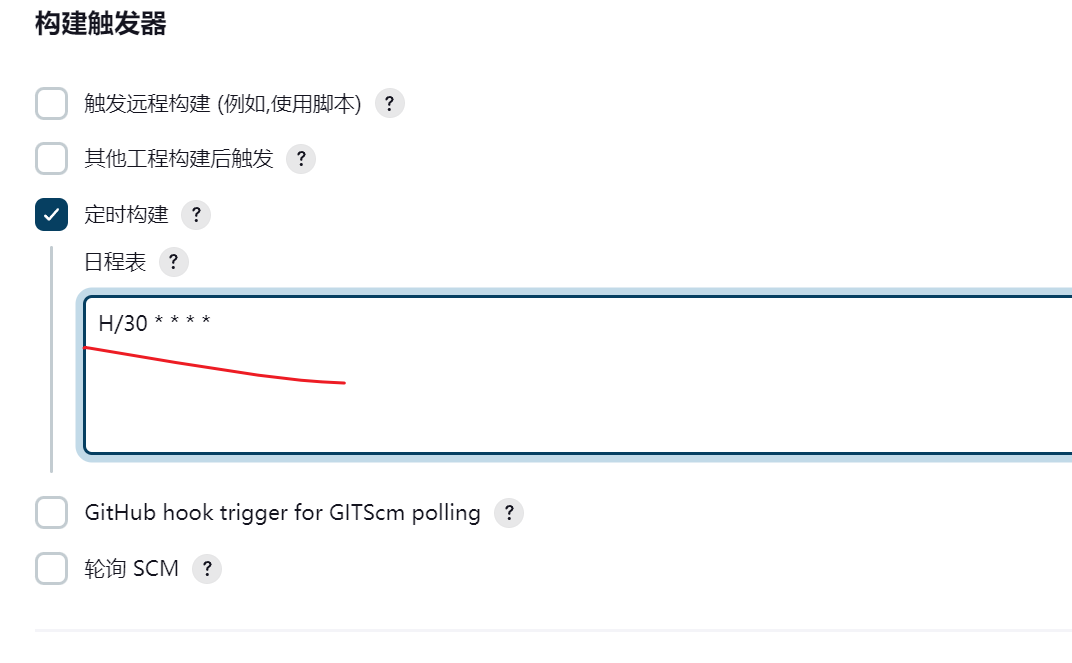 构建触发器
触发远程构建 (例如,使用脚本) ?
其他工程构建后触发 ?
定时构建 ?
日程表 ?
H/30 * * * *
GitHub hook trigger for GITScm polling ?
轮询 SCM ?